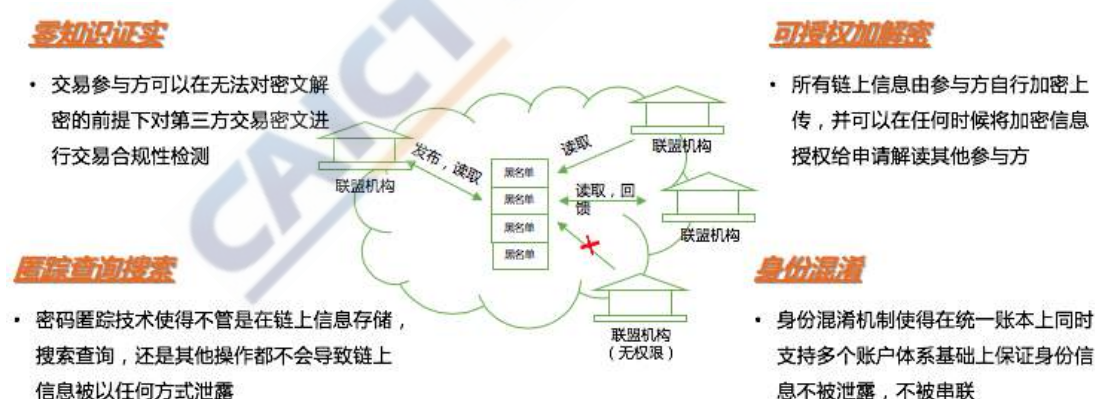 零知识证实
• 交易参与方可以在无法对密文解
密的前提下对第三方交易密文进
行交易合规性检测
可授权加解密
• 所有链上信息由参与方自行加密上
传，并可以在任何时候将加密信息
授权给申请解读其他参与方
CAICT
联盟机构
发布，读取
黑名单
黑名单
黑名单
黑名单
读取
联盟机构
读取，回
馈
联盟机构
联盟机构
（无权限）
匿踪查询搜索
• 密码匿踪技术使得不管是在链上信息存储，
搜索查询，还是其他操作都不会导致链上
信息被以任何方式泄露
身份混淆
• 身份混淆机制使得在统一账本上同时
支持多个账户体系基础上保证身份信
息不被泄露，不被串联